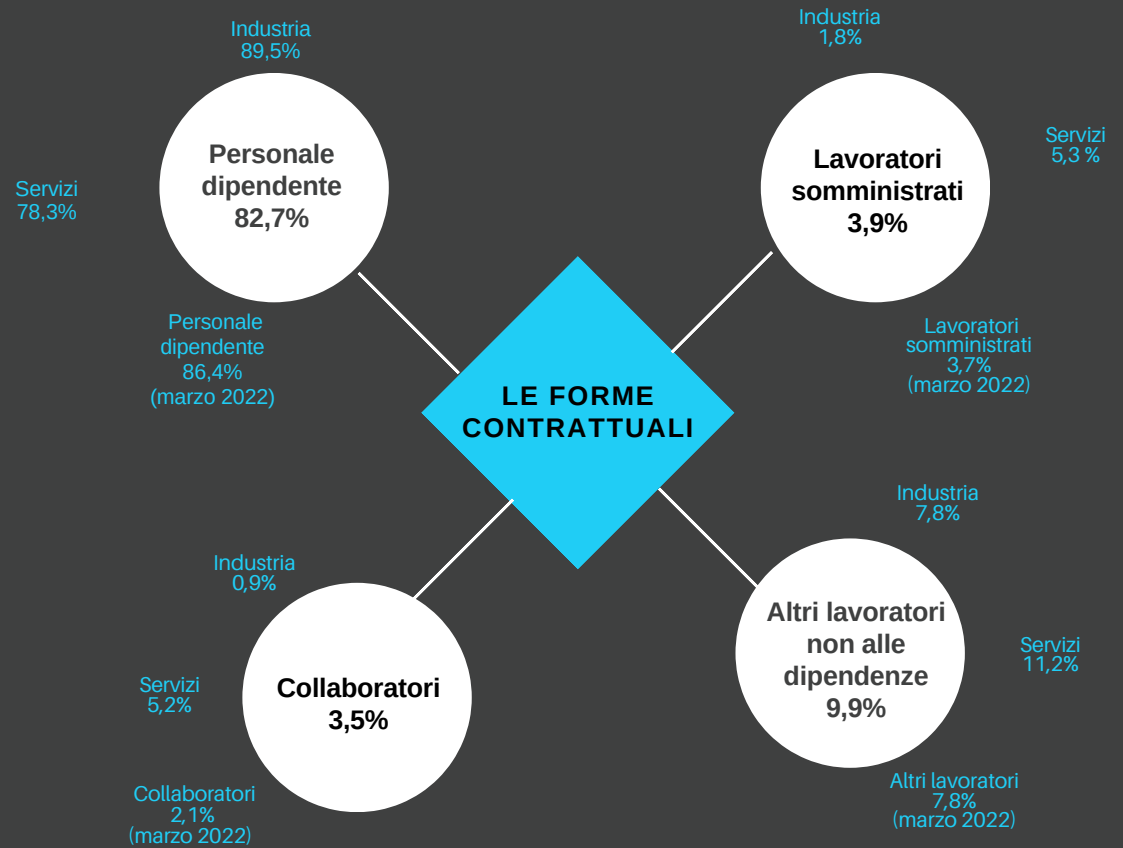 Industria
89,5%
Servizi
78,3%
Personale
dipendente
82,7%
Personale
dipendente
86,4%
(marzo 2022)
Industria
1,8%
Servizi
5,3 %
Lavoratori
somministrati
3,9%
Lavoratori
somministrati
3,7%
(marzo 2022)
LE FORME
CONTRATTUALI
Industria
0,9%
Servizi
5,2%
Collaboratori
3,5%
Collaboratori
2,1%
(marzo 2022)
Industria
7,8%
Servizi
11,2%
Altri lavoratori
non alle
dipendenze
9,9%
Altri lavoratori
7,8%
(marzo 2022)